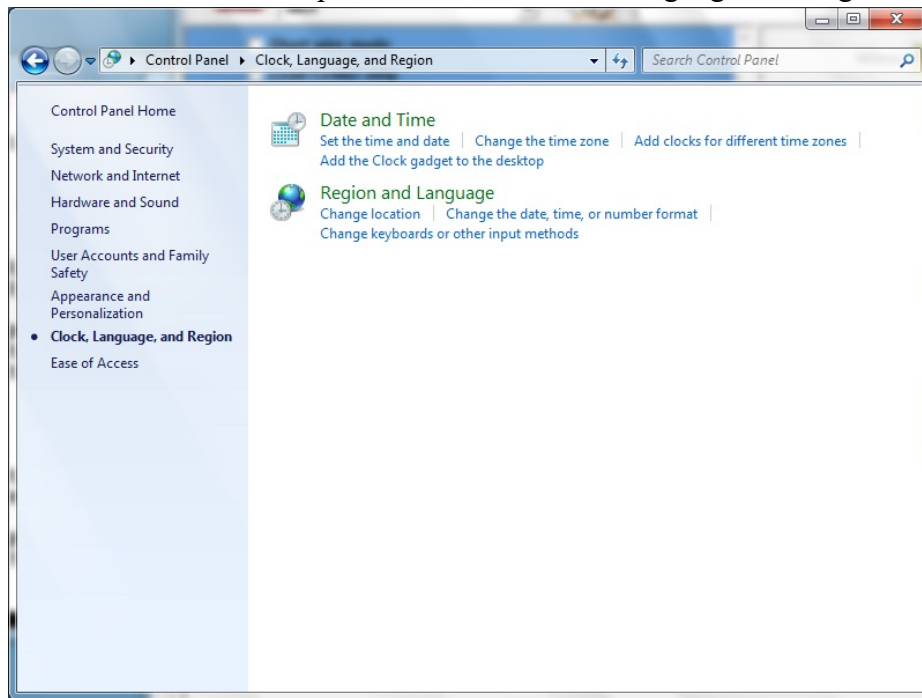 Control Panel ▸ Clock, Language, and Region
Search Control Panel
Control Panel Home
System and Security
Network and Internet
Hardware and Sound
Programs
User Accounts and Family
Safety
Appearance and
Personalization
• Clock, Language, and Region
Ease of Access
Date and Time
Set the time and date | Change the time zone | Add clocks for different time zones |
Add the Clock gadget to the desktop
Region and Language
Change location | Change the date, time, or number format |
Change keyboards or other input methods